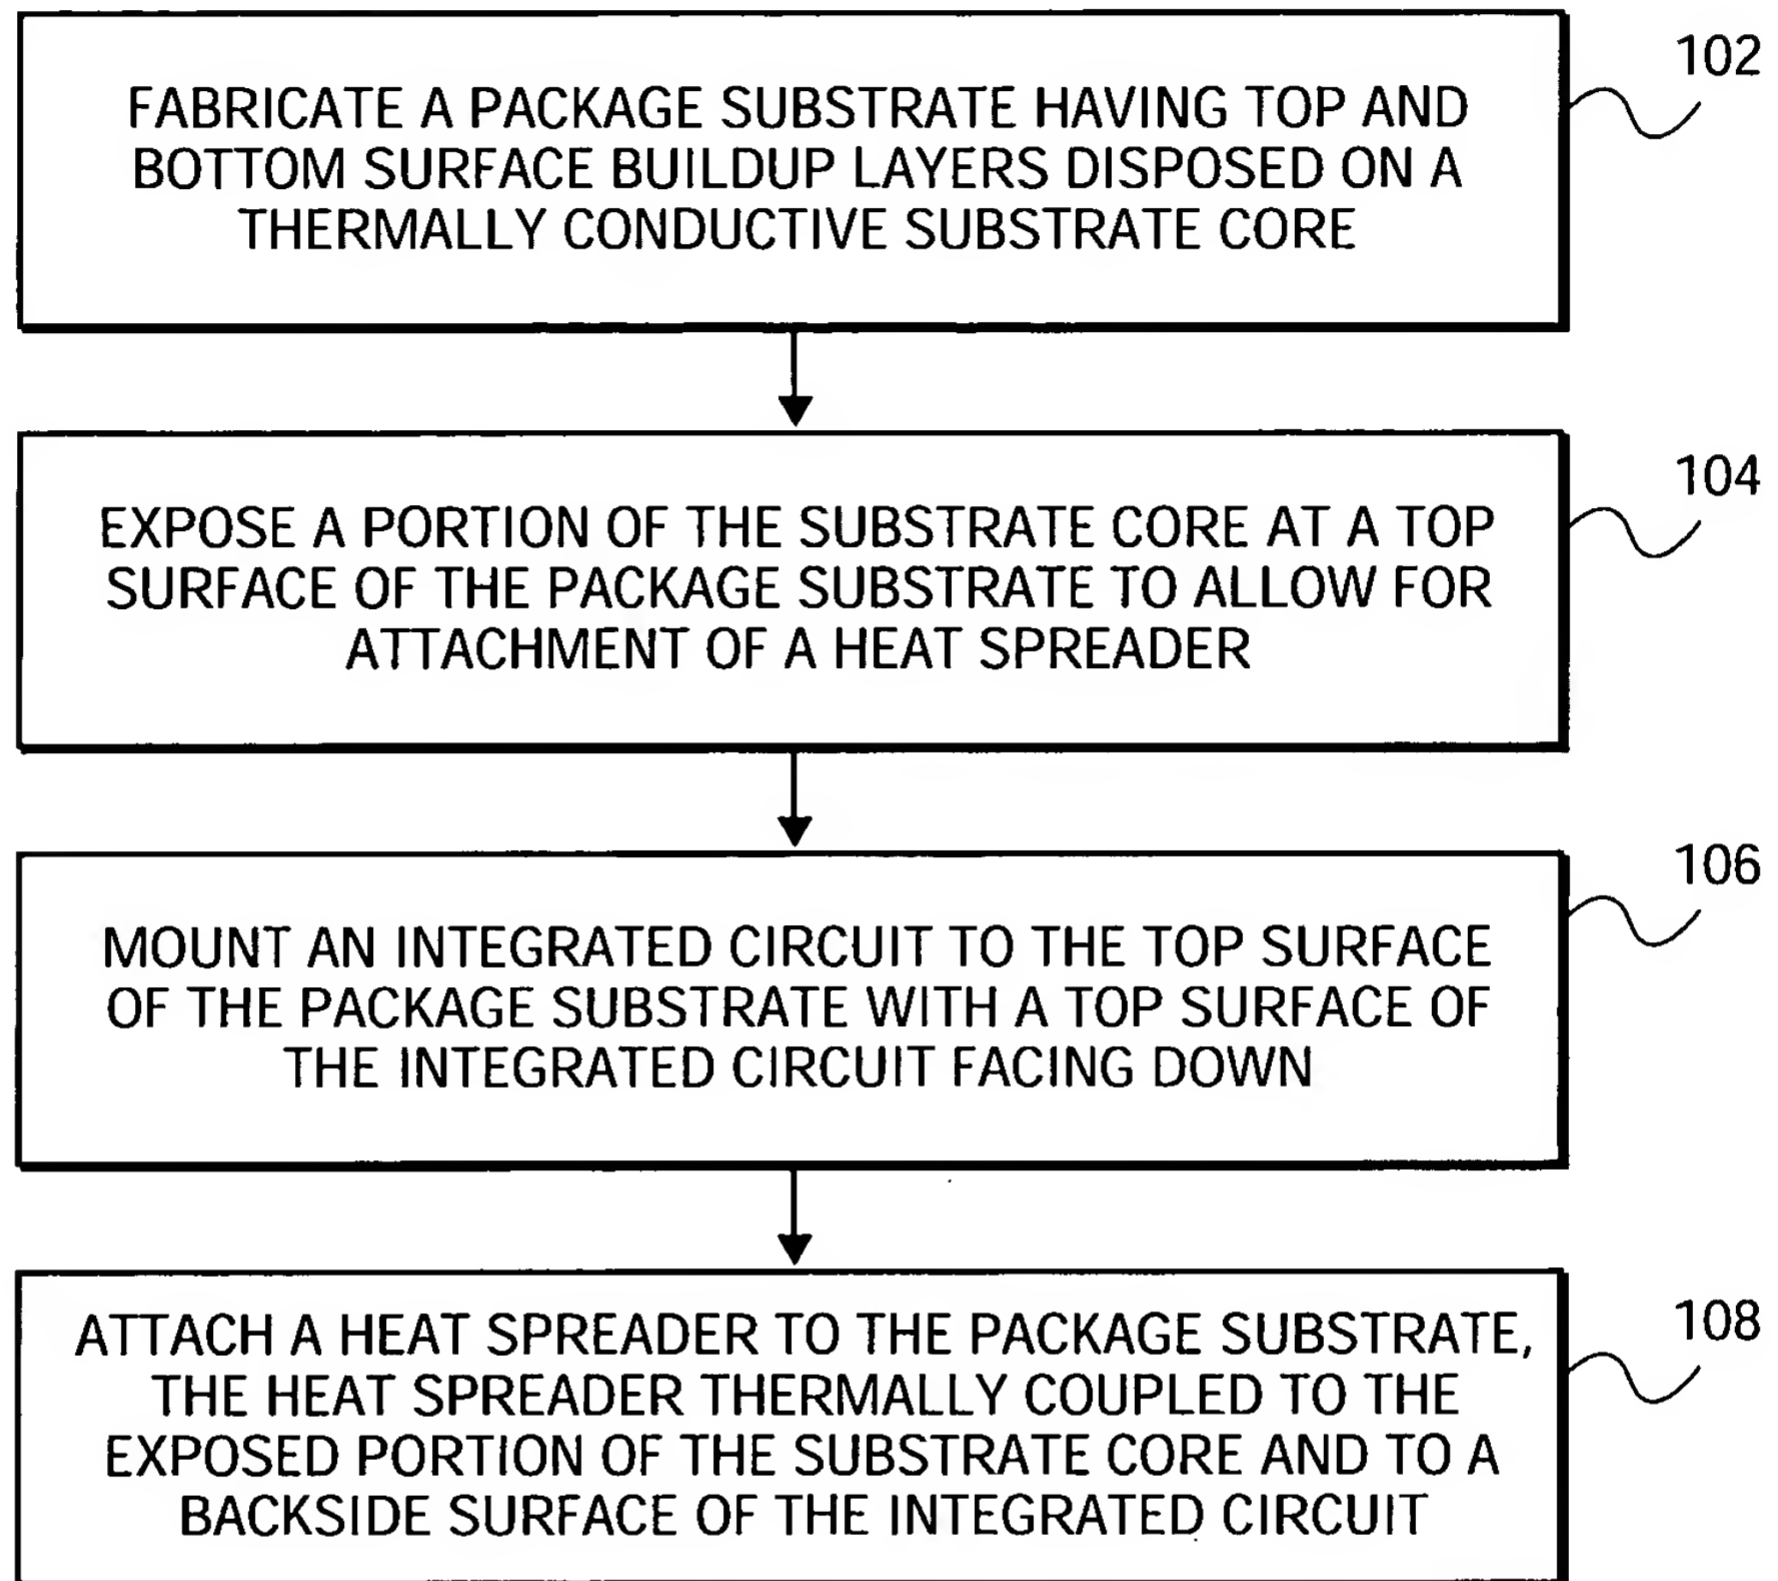 102
FABRICATE A PACKAGE SUBSTRATE HAVING TOP AND
BOTTOM SURFACE BUILDUP LAYERS DISPOSED ON A
THERMALLY CONDUCTIVE SUBSTRATE CORE
104
EXPOSE A PORTION OF THE SUBSTRATE CORE AT A TOP
SURFACE OF THE PACKAGE SUBSTRATE TO ALLOW FOR
ATTACHMENT OF A HEAT SPREADER
106
MOUNT AN INTEGRATED CIRCUIT TO THE TOP SURFACE
OF THE PACKAGE SUBSTRATE WITH A TOP SURFACE OF
THE INTEGRATED CIRCUIT FACING DOWN
108
ATTACH A HEAT SPREADER TO THE PACKAGE SUBSTRATE,
THE HEAT SPREADER THERMALLY COUPLED TO THE
EXPOSED PORTION OF THE SUBSTRATE CORE AND TO A
BACKSIDE SURFACE OF THE INTEGRATED CIRCUIT